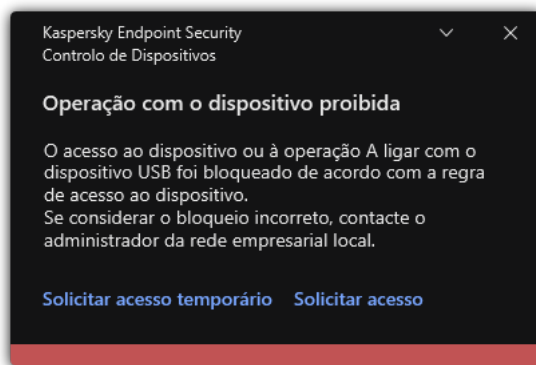 Kaspersky Endpoint Security
Controlo de Dispositivos
Operação com o dispositivo proibida
O acesso ao dispositivo ou à operação A ligar com o
dispositivo USB foi bloqueado de acordo com a regra
de acesso ao dispositivo.
Se considerar o bloqueio incorreto, contacte o
administrador da rede empresarial local.
Solicitar acesso temporário Solicitar acesso